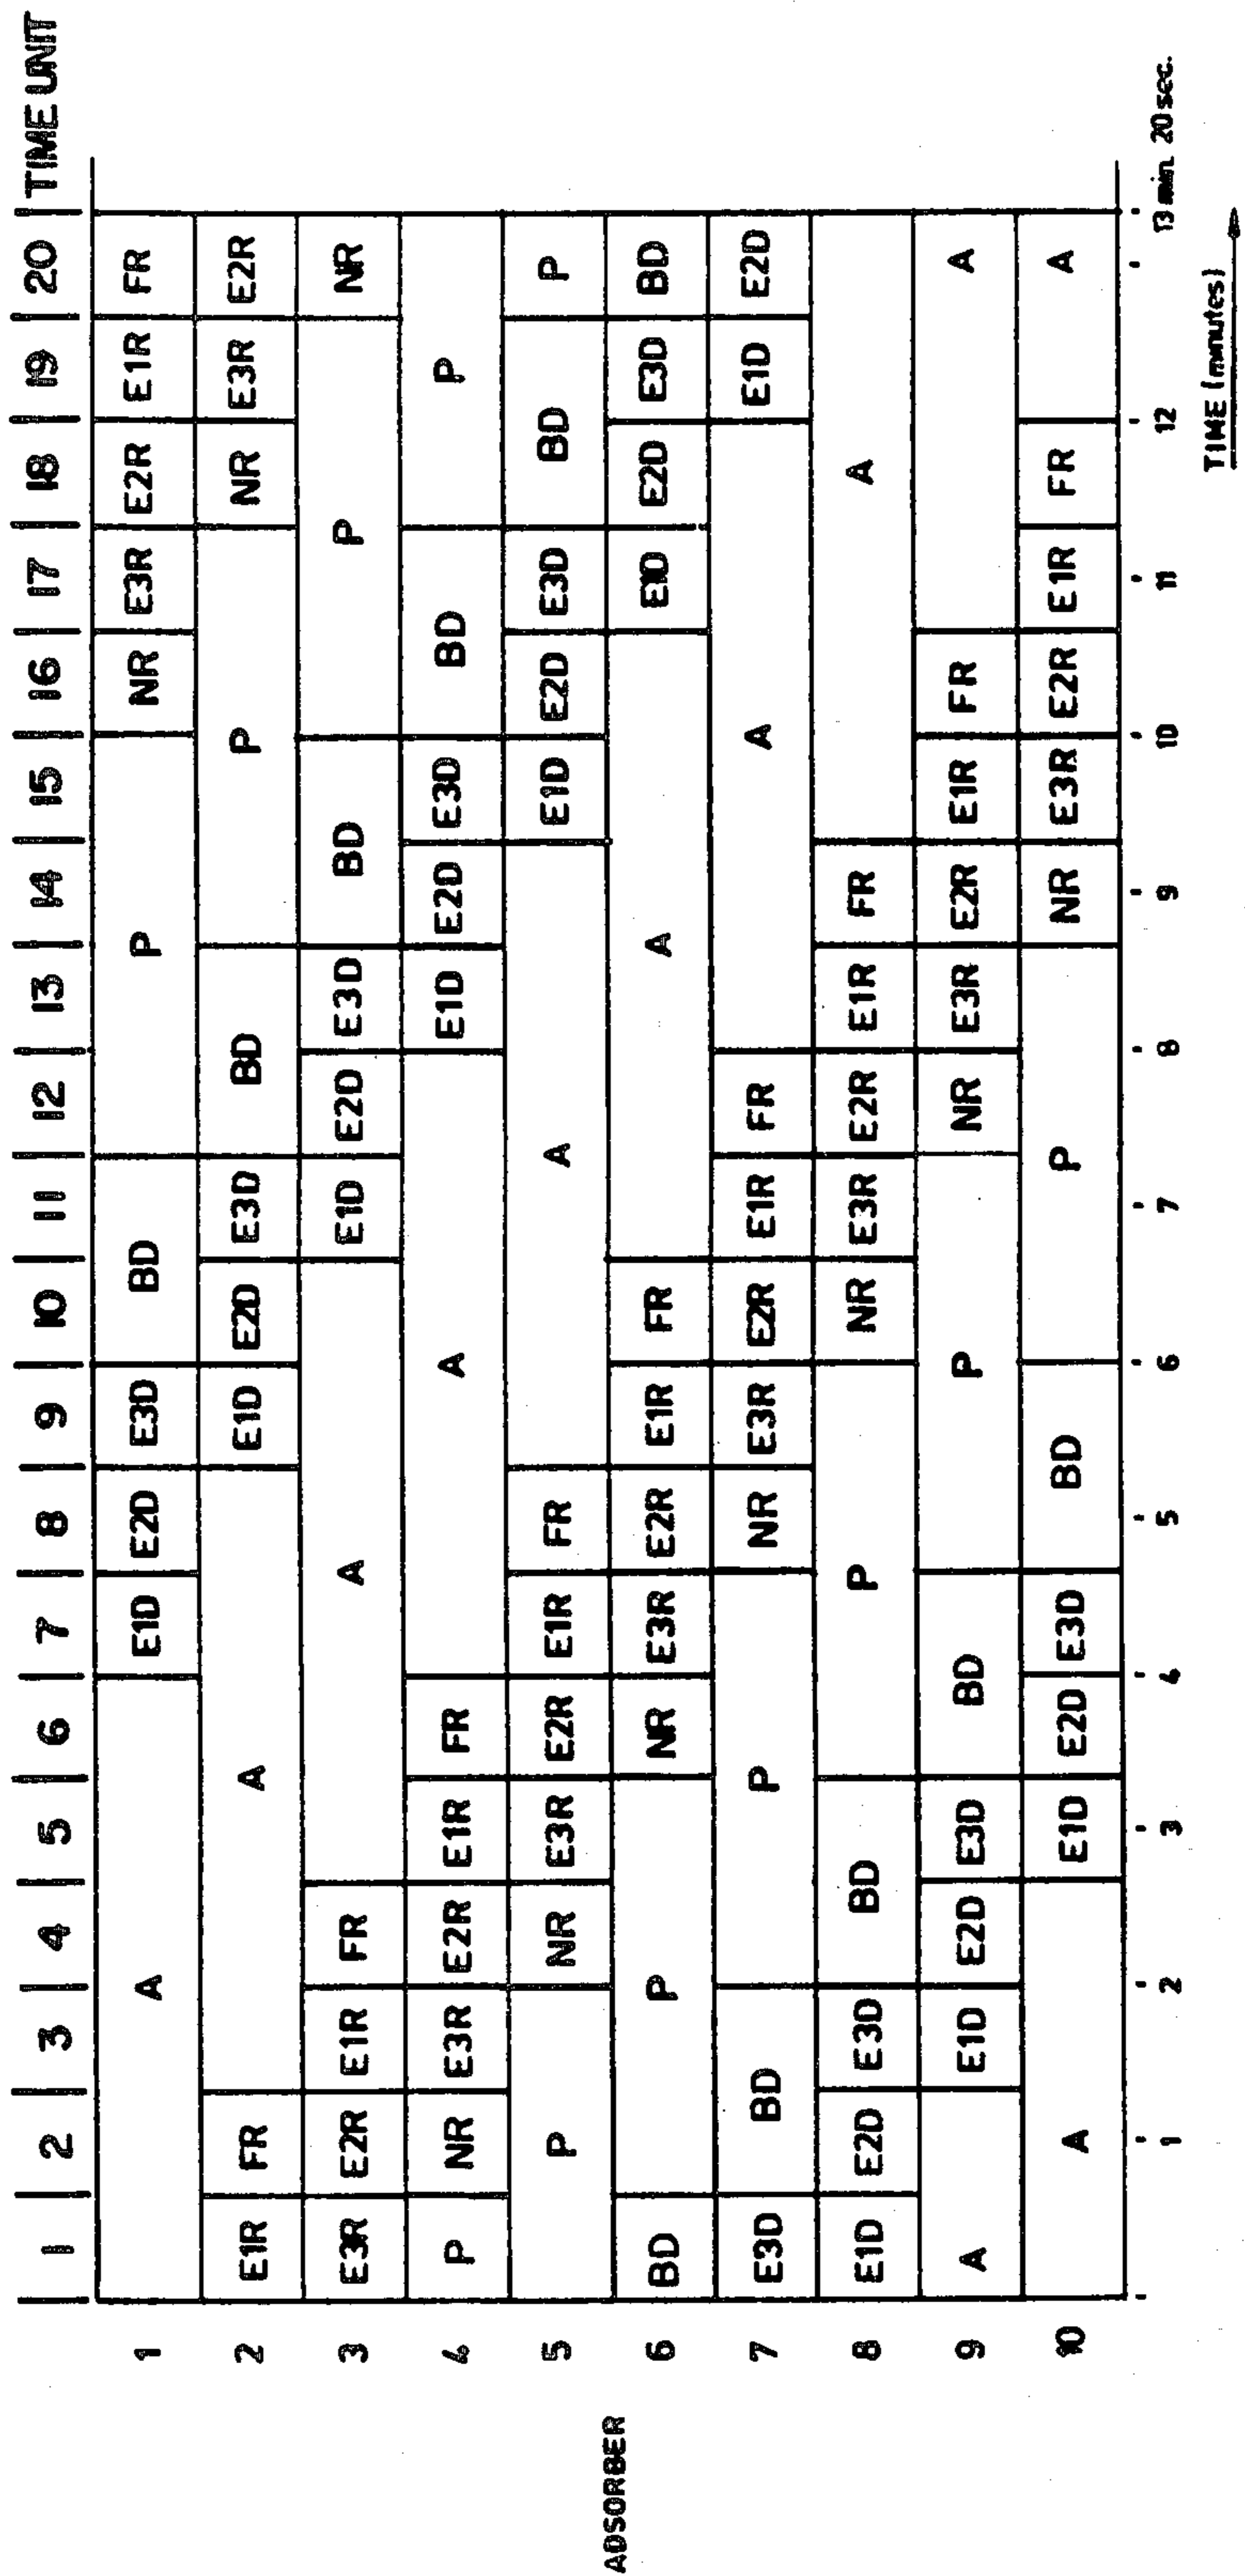 1 2 3 4 5 6 7 8 9 10 11 12 13 14 15 16 17 18 19 20 TIME UNIT
ADSORBER
1 A E1D E2D E3D BD P NR E3R E2R E1R FR
2 E1R FR A E1D E2D E3D BD P NR E3R E2R
3 E3R E2R E1R FR A E1D E2D E3D BD P NR
4 P NR E3R E2R E1R FR A E1D E2D E3D BD P
5 P NR E3R E2R E1R FR A E1D E2D E3D BD P
6 BD P NR E3R E2R E1R FR A E1D E2D E3D BD
7 E3D BD P NR E3R E2R E1R FR A E1D E2D
8 E1D E2D E3D BD P NR E3R E2R E1R FR A
9 A E1D E2D E3D BD P NR E3R E2R E1R FR A
10 A E1D E2D E3D BD P NR E3R E2R E1R FR A
1 2 3 4 5 6 7 8 9 10 11 12 13 min. 20 sec.
TIME (minutes)